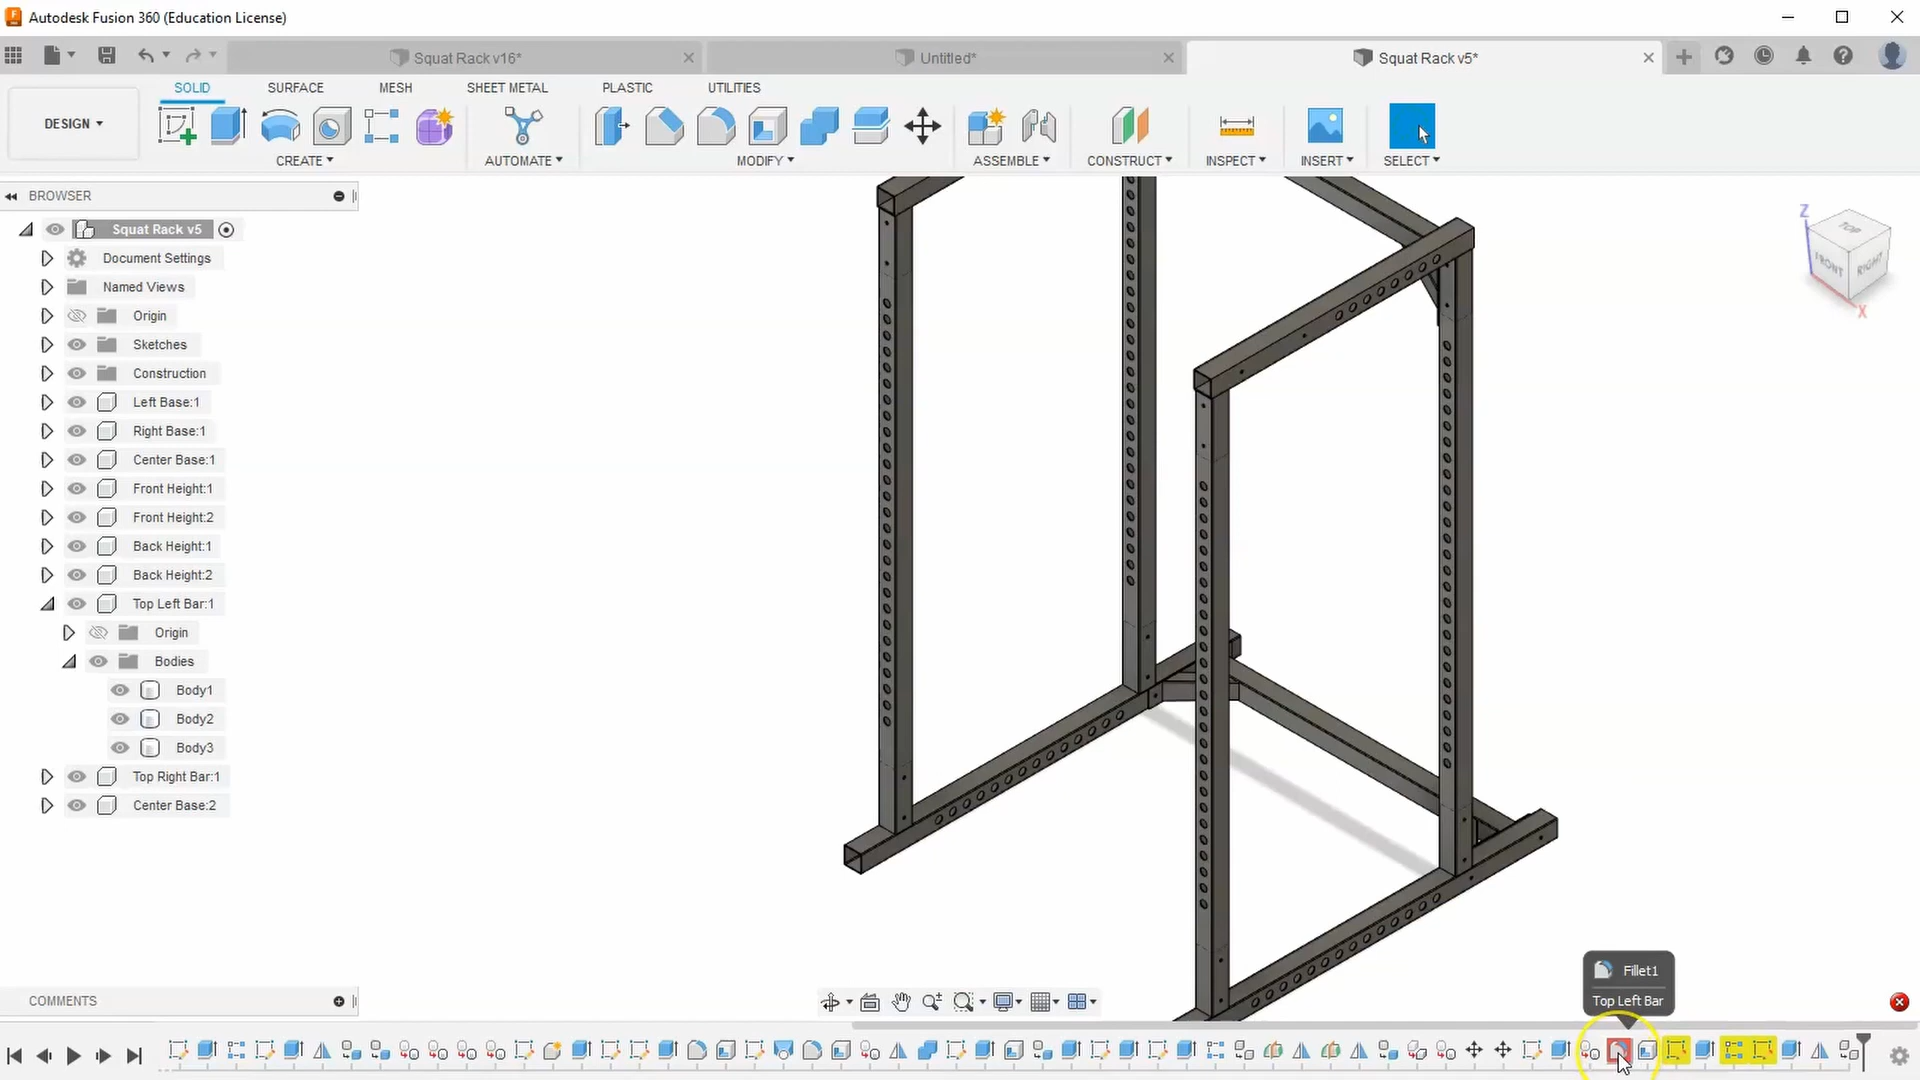 Autodesk Fusion 360 (Education License)
Squat Rack v16*
Untitled*
Squat Rack v5*
SOLID SURFACE MESH SHEET METAL PLASTIC UTILITIES
DESIGN
CREATE AUTOMATE MODIFY ASSEMBLE CONSTRUCT INSPECT INSERT SELECT
BROWSER
Squat Rack v5
Document Settings
Named Views
Origin
Sketches
Construction
Left Base:1
Right Base:1
Center Base:1
Front Height:1
Front Height:2
Back Height:1
Back Height:2
Top Left Bar:1
Origin
Bodies
Body1
Body2
Body3
Top Right Bar:1
Center Base:2
Z
TOP
FRONT RIGHT
X
Fillet1
Top Left Bar
COMMENTS